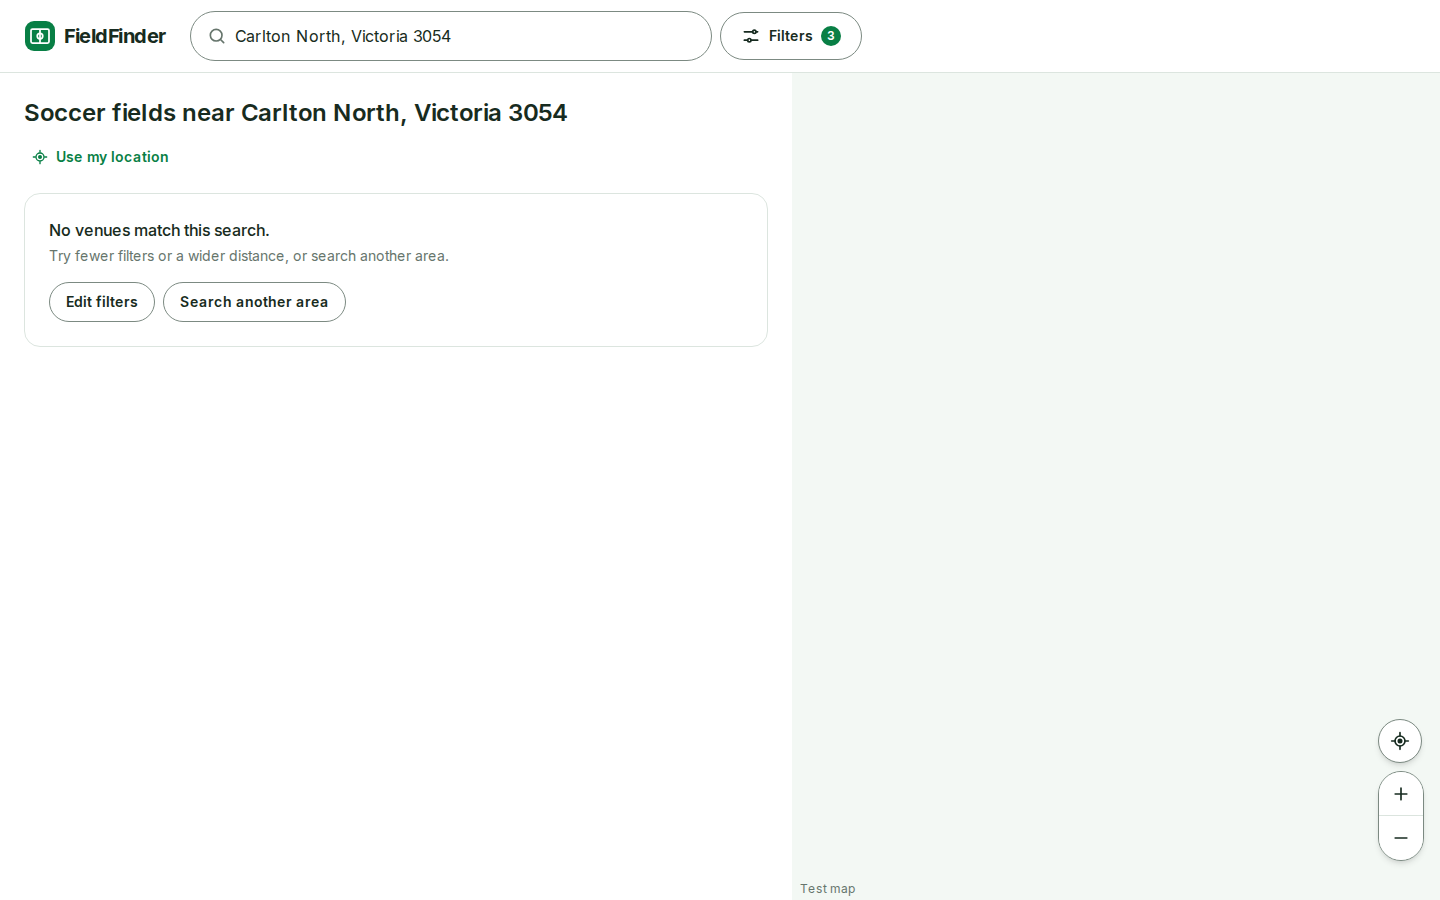 FieldFinder
Carlton North, Victoria 3054
Filters 3
Soccer fields near Carlton North, Victoria 3054
Use my location
No venues match this search.
Try fewer filters or a wider distance, or search another area.
Edit filters
Search another area
+
−
Test map